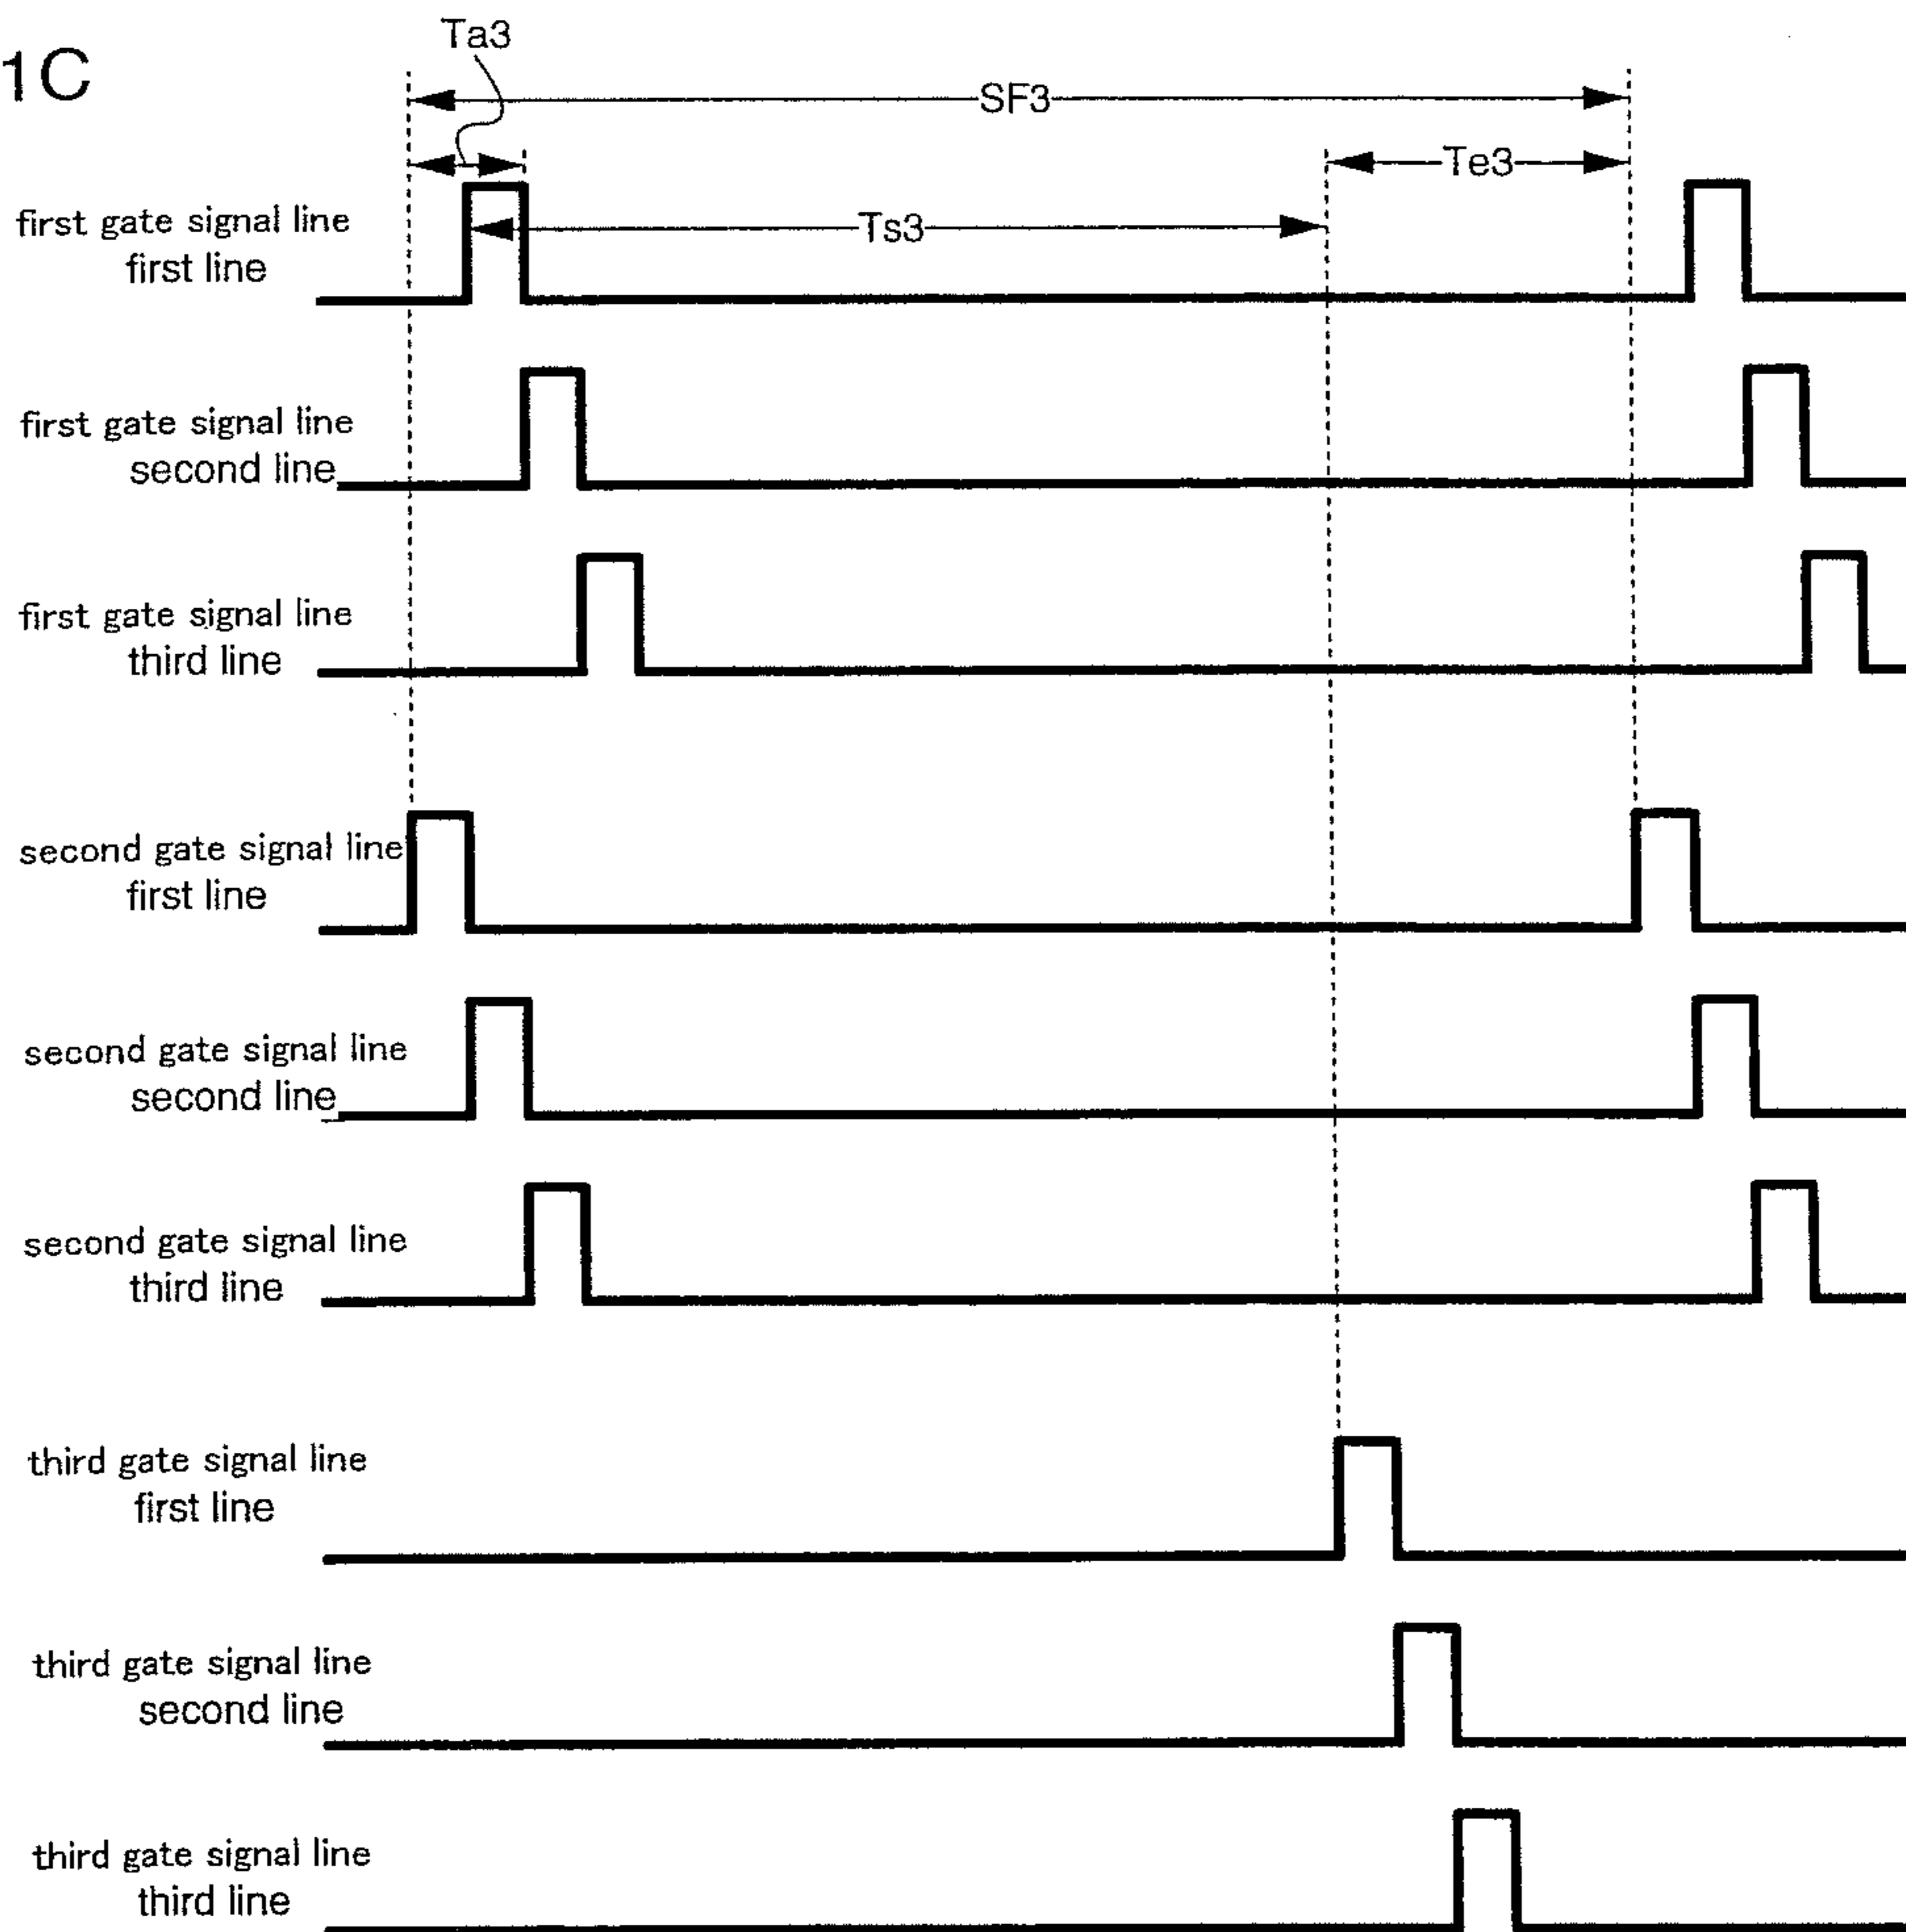 1C
Ta3
SF3
Te3
Ts3
first gate signal line
first line
first gate signal line
second line
first gate signal line
third line
second gate signal line
first line
second gate signal line
second line
second gate signal line
third line
third gate signal line
first line
third gate signal line
second line
third gate signal line
third line